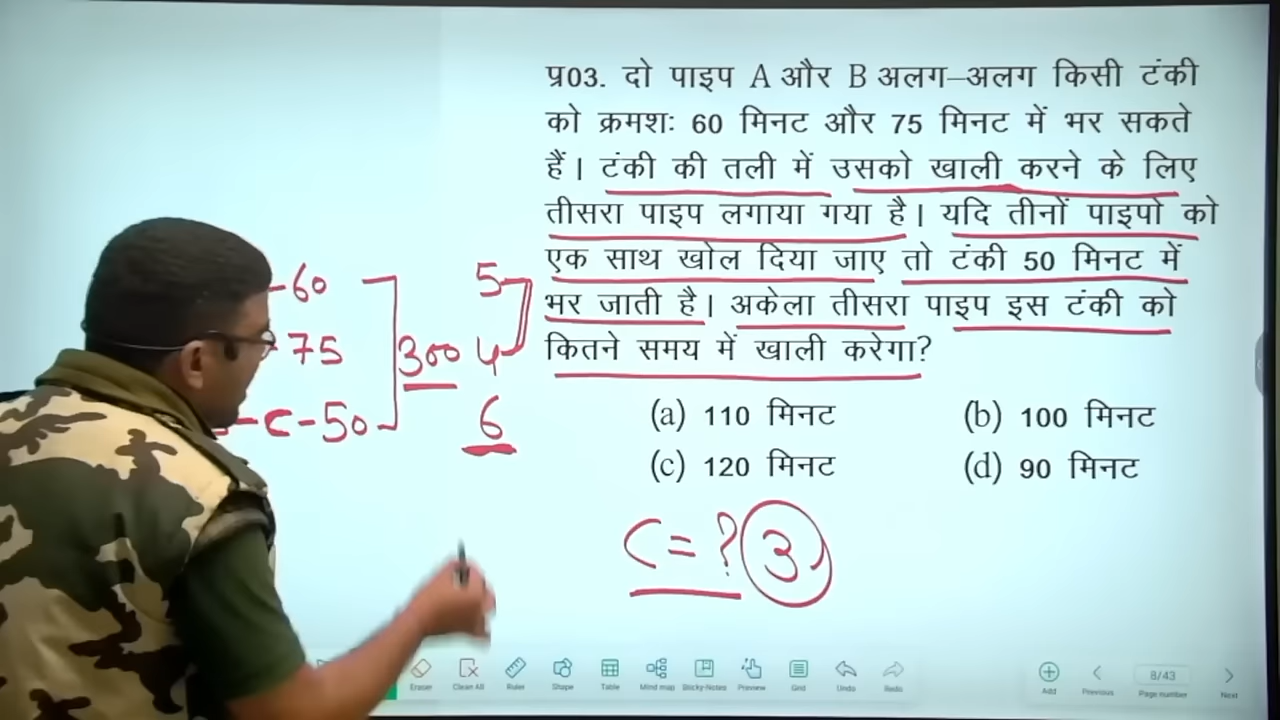 प्र03. दो पाइप A और B अलग–अलग किसी टंकी
को क्रमशः 60 मिनट और 75 मिनट में भर सकते
हैं। टंकी की तली में उसको खाली करने के लिए
तीसरा पाइप लगाया गया है। यदि तीनों पाइपो को
एक साथ खोल दिया जाए तो टंकी 50 मिनट में
भर जाती है। अकेला तीसरा पाइप इस टंकी को
कितने समय में खाली करेगा?
(a) 110 मिनट (b) 100 मिनट
(c) 120 मिनट (d) 90 मिनट
-60 5
-75 300 4
-C-50 6
C=? 3
Eraser Clean All Ruler Shape Table Mind map Sticky-Notes Preview Grid Undo Redo Add Previous 8/43 Page number Next